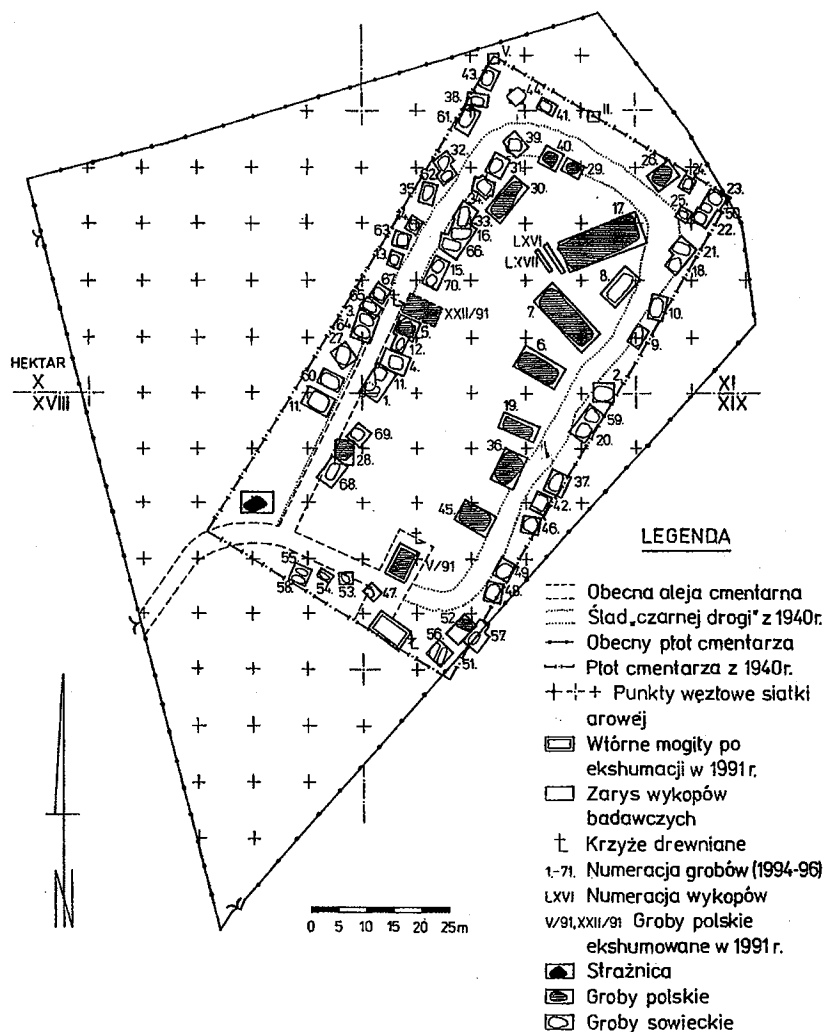 V.
43.
44.
38.
41.
II.
61.
39.
32.
40.
62.
31.
29.
26.
24.
35.
30.
23.
34.
25.
17.
50.
33.
22.
63.
16.
LXVI
21.
66.
LXVII
13.
18.
15.
8.
67.
70.
65.
XXII/91
10.
3.
7.
64.
5.
12.
9.
27.
6.
HEKTAR
4.
X
60.
11.
2.
XI
XVIII
11.
1.
XIX
59.
19.
20.
69.
36.
28.
37.
68.
42.
45.
46.
LEGENDA
55.
V/91
49.
58.
54.
53.
47.
48.
52.
56.
57.
51.
Obecna aleja cmentarna
Ślad „czarnej drogi” z 1940r.
Obecny płot cmentarza
Płot cmentarza z 1940r.
Punkty węzłowe siatki
arowej
Wtórne mogiły po
ekshumacji w 1991r.
Zarys wykopów
badawczych
Krzyże drewniane
1.-71. Numeracja grobów (1994-96)
LXVI Numeracja wykopów
V/91, XXII/91 Groby polskie
ekshumowane w 1991r.
Strażnica
Groby polskie
Groby sowieckie
N
0 5 10 15 20 25m